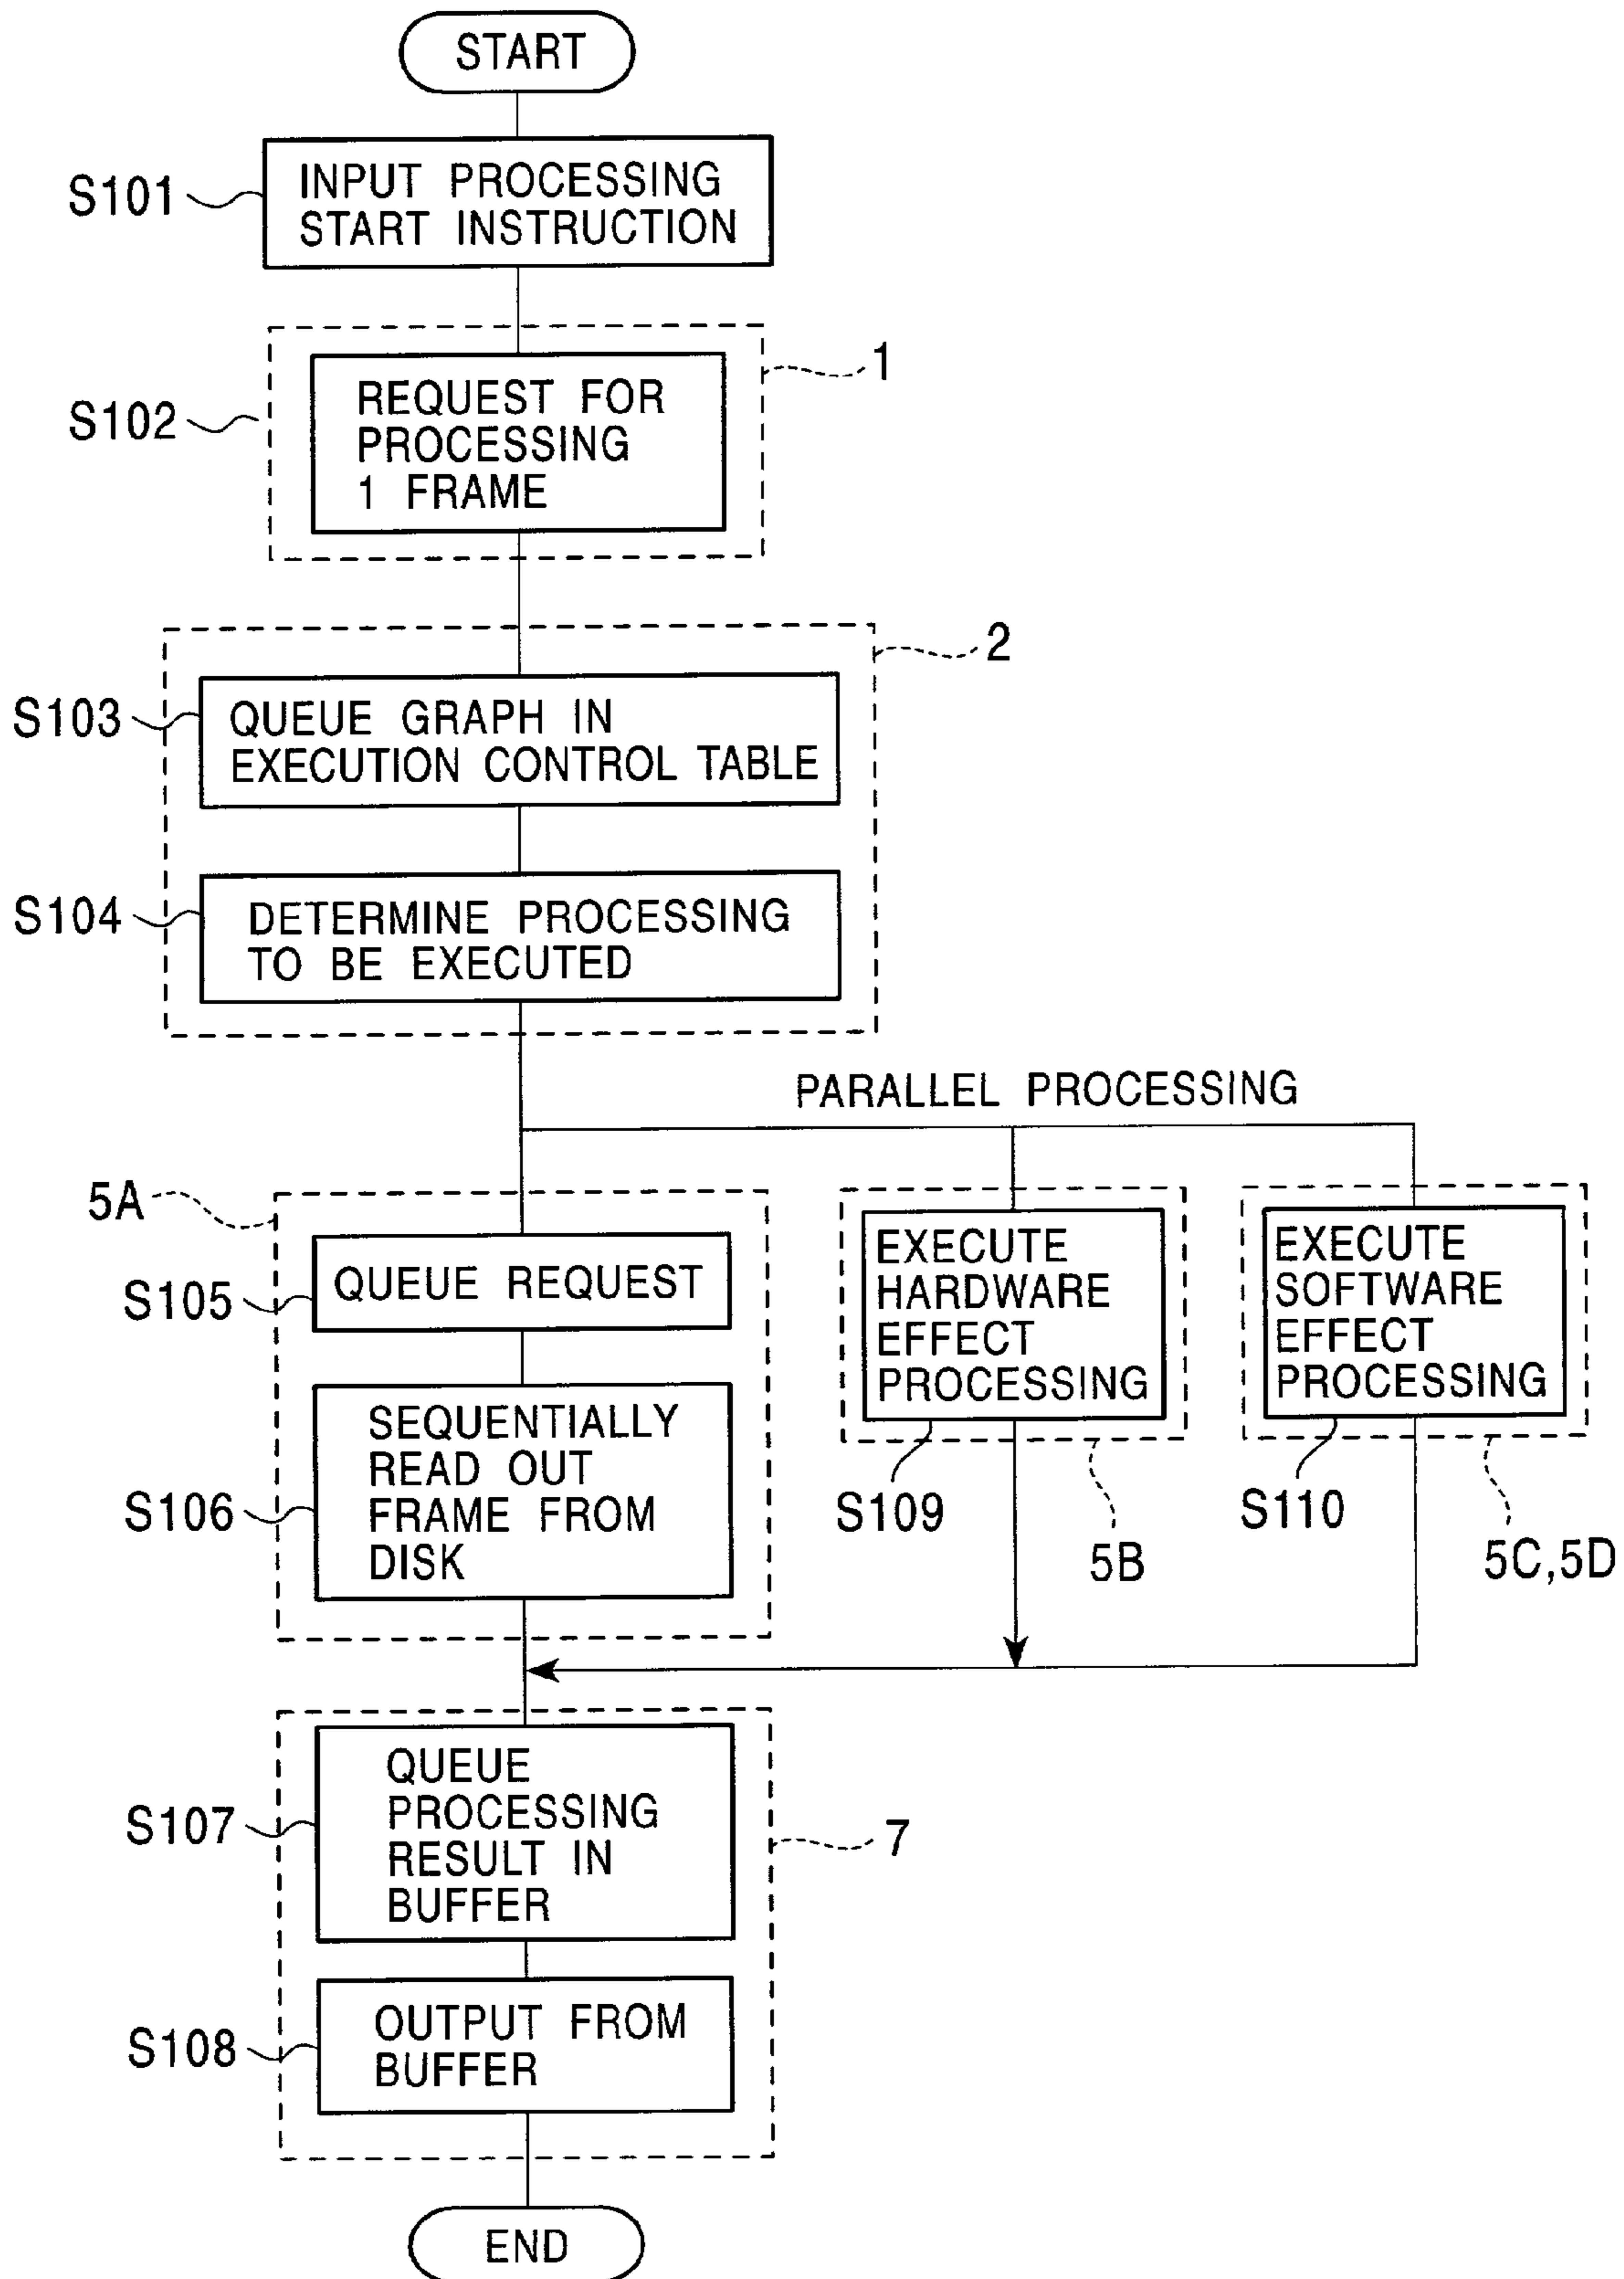 START
S101
INPUT PROCESSING
START INSTRUCTION
1
S102
REQUEST FOR
PROCESSING
1 FRAME
2
S103
QUEUE GRAPH IN
EXECUTION CONTROL TABLE
S104
DETERMINE PROCESSING
TO BE EXECUTED
PARALLEL PROCESSING
5A
S105
QUEUE REQUEST
S106
SEQUENTIALLY
READ OUT
FRAME FROM
DISK
EXECUTE
HARDWARE
EFFECT
PROCESSING
S109
5B
EXECUTE
SOFTWARE
EFFECT
PROCESSING
S110
5C,5D
S107
QUEUE
PROCESSING
RESULT IN
BUFFER
7
S108
OUTPUT FROM
BUFFER
END